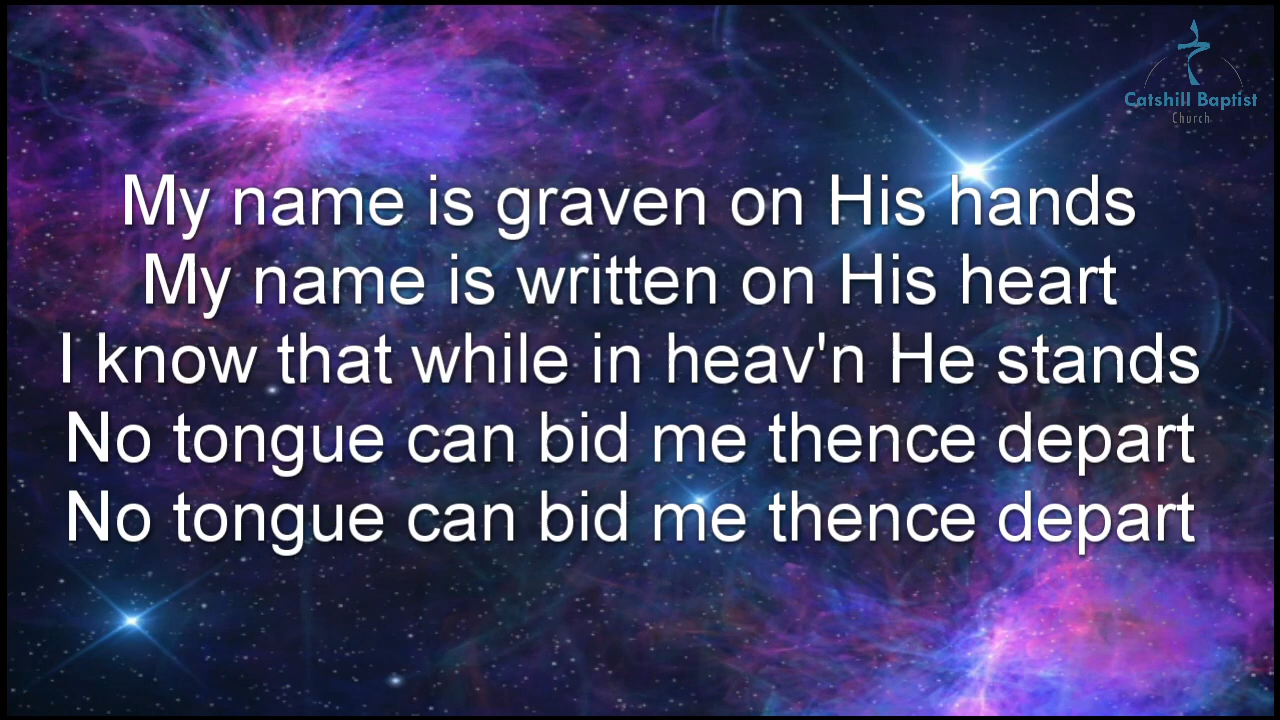 Catshill Baptist
Church
My name is graven on His hands
My name is written on His heart
I know that while in heav'n He stands
No tongue can bid me thence depart
No tongue can bid me thence depart